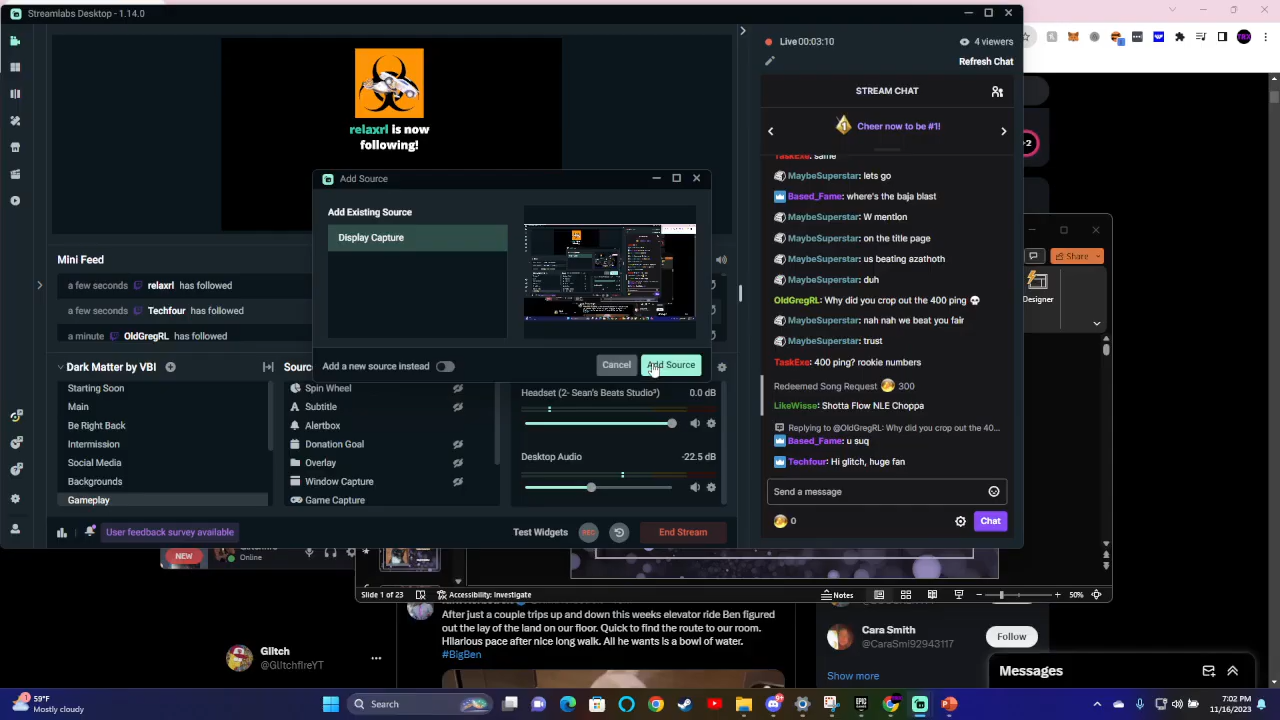 Streamlabs Desktop - 1.14.0
relaxrl is now
following!
Mini Feed
a few seconds relaxrl has followed
a few seconds Techfour has followed
a minute OldGregRL has followed
Add Source
Add Existing Source
Display Capture
Add a new source instead
Cancel
Add Source
Dark Matter by VBI
Starting Soon
Main
Be Right Back
Intermission
Social Media
Backgrounds
Gameplay
Sourc
Spin Wheel
Subtitle
Alertbox
Donation Goal
Overlay
Window Capture
Game Capture
Headset (2- Sean's Beats Studio³) 0.0 dB
Desktop Audio -22.5 dB
User feedback survey available
Test Widgets
REC
End Stream
Live 00:03:10
4 viewers
Refresh Chat
STREAM CHAT
Cheer now to be #1!
TaskExe: same
MaybeSuperstar: lets go
Based_Fame: where's the baja blast
MaybeSuperstar: W mention
MaybeSuperstar: on the title page
MaybeSuperstar: us beating azathoth
MaybeSuperstar: duh
OldGregRL: Why did you crop out the 400 ping 💀
MaybeSuperstar: nah nah we beat you fair
MaybeSuperstar: trust
TaskExe: 400 ping? rookie numbers
Redeemed Song Request 300
LikeWisse: Shotta Flow NLE Choppa
Replying to @OldGregRL: Why did you crop out the 40...
Based_Fame: u suq
Techfour: Hi glitch, huge fan
Send a message
0
Chat
Share
Designer
NEW
Online
Slide 1 of 23
Accessibility: Investigate
Notes
50%
After just a couple trips up and down this weeks elevator ride Ben figured
out the lay of the land on our floor. Quick to find the route to our room.
Hilarious pace after nice long walk. All he wants is a bowl of water.
#BigBen
Glitch
@GlitchfireYT
Cara Smith
@CaraSmi92943117
Follow
Show more
Messages
59°F
Mostly cloudy
Search
7:02 PM
11/16/2023